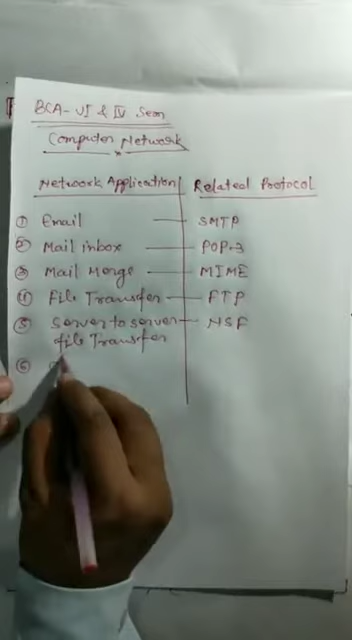 BCA- VI & IV Sem
Computer Network
Network Application Related Protocol
① Email — SMTP
② Mail inbox — POP-3
③ Mail Merge — MIME
④ File Transfer — FTP
⑤ Server to server — NSF
file Transfer
⑥